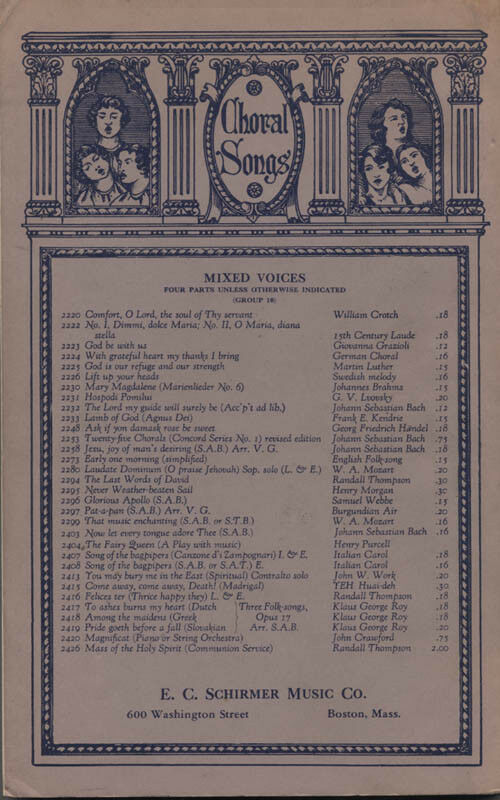 Choral
Songs
MIXED VOICES
FOUR PARTS UNLESS OTHERWISE INDICATED
(GROUP 18)
2220 Comfort, O Lord, the soul of Thy servant William Crotch .18
2222 No. I, Dimmi, dolce Maria; No. II, O Maria, diana
stella 15th Century Laude .18
2223 God be with us Giovanna Grazioli .12
2224 With grateful heart my thanks I bring German Choral .16
2225 God is our refuge and our strength Martin Luther .15
2226 Lift up your heads Swedish melody .16
2230 Mary Magdalene (Marienlieder No. 6) Johannes Brahms .15
2231 Hospodi Pomilui G. V. Lvovsky .20
2232 The Lord my guide will surely be (Acc'p't ad lib.) Johann Sebastian Bach .12
2233 Lamb of God (Agnus Dei) Frank E. Kendrie .15
2248 Ask if yon damask rose be sweet Georg Friedrich Händel .18
2253 Twenty-five Chorals (Concord Series No. 1) revised edition Johann Sebastian Bach .75
2258 Jesu, joy of man's desiring (S.A.B.) Arr. V. G. Johann Sebastian Bach .18
2273 Early one morning (simplified) English Folk-song .15
2280 Laudate Dominum (O praise Jehovah) Sop. solo (L. & E.) W. A. Mozart .20
2294 The Last Words of David Randall Thompson .30
2295 Never Weather-beaten Sail Henry Morgan .30
2296 Glorious Apollo (S.A.B.) Samuel Webbe .15
2297 Pat-a-pan (S.A.B.) Arr. V. G. Burgundian Air .20
2299 That music enchanting (S.A.B. or S.T.B.) W. A. Mozart .16
2403 Now let every tongue adore Thee (S.A.B.) Johann Sebastian Bach .16
2404 The Fairy Queen (A Play with music) Henry Purcell
2407 Song of the bagpipers (Canzone d'i Zampognari) I. & E. Italian Carol .18
2408 Song of the bagpipers (S.A.B. or S.A.T.) E. Italian Carol .16
2413 You may bury me in the East (Spiritual) Contralto solo John W. Work .20
2415 Come away, come away, Death! (Madrigal) YEH Huai-deh .30
2416 Felices ter (Thrice happy they) L. & E. Randall Thompson .18
2417 To ashes burns my heart (Dutch Three Folk-songs, Klaus George Roy .18
2418 Among the maidens (Greek Opus 17 Klaus George Roy .18
2419 Pride goeth before a fall (Slovakian Arr. S.A.B. Klaus George Roy .20
2420 Magnificat (Piano or String Orchestra) John Crawford .75
2426 Mass of the Holy Spirit (Communion Service) Randall Thompson 2.00
E. C. SCHIRMER MUSIC CO.
600 Washington Street Boston, Mass.